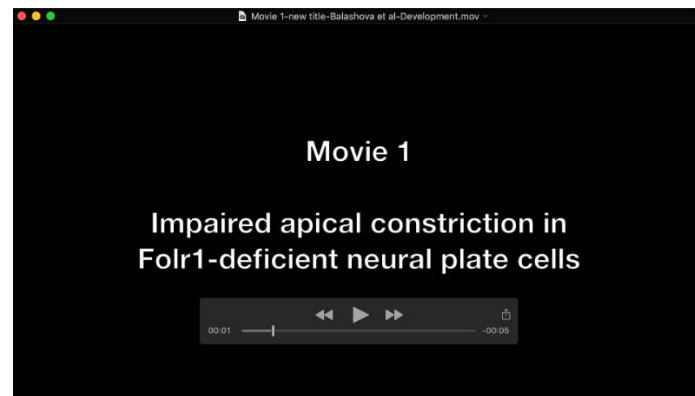 Movie 1-new title-Balashova et al-Development.mov
Movie 1
Impaired apical constriction in
Folr1-deficient neural plate cells
00:01
-00:05